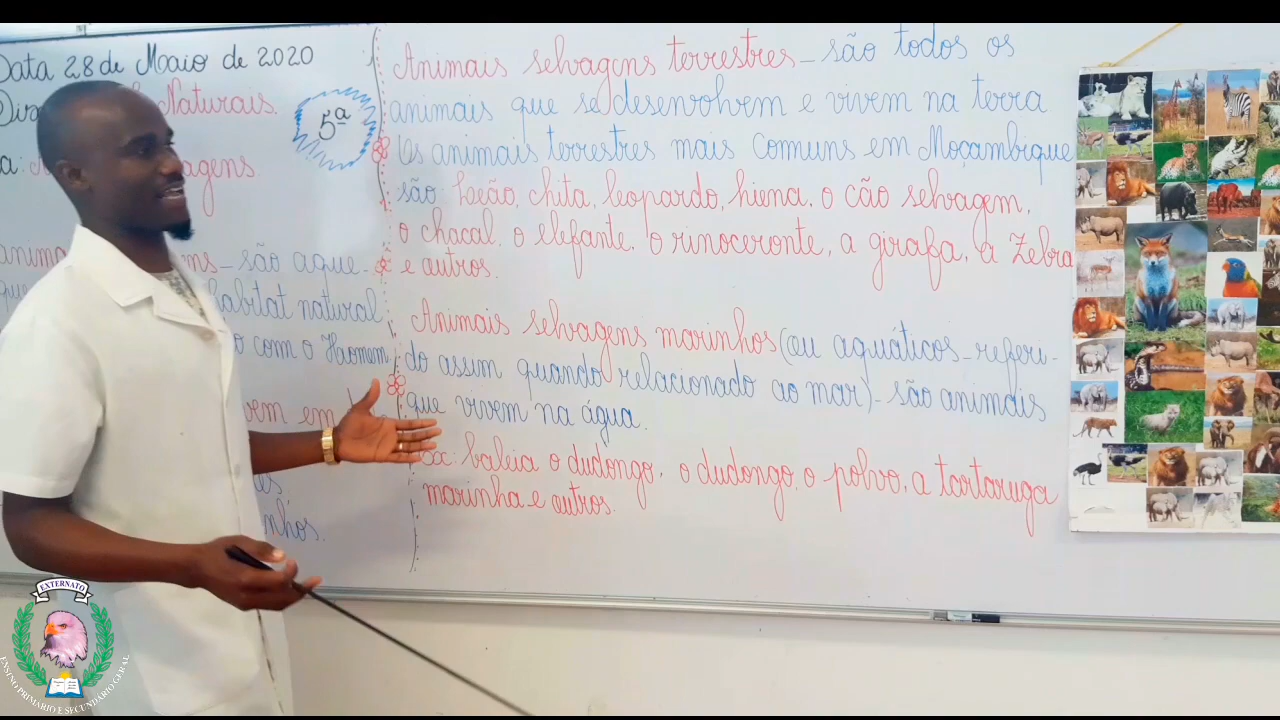 Data 28 de Maio de 2020
Naturais.
agens.
5ª
são aque-
habitat natural
o com o Haomem
vem em
nhos.
Animais selvagens terrestres - são todos os
animais que se desenvolvem e vivem na terra
Os animais terrestres mais comuns em Moçambique
são: Leão, chita, leopardo, hiena, o cão selvagem,
o chacal, o elefante, o rinoceronte, a girafa, a Zebra
e outros.
Animais selvagens marinhos (ou aquáticos - referi-
do assim quando relacionado ao mar) - são animais
que vivem na água.
Ex: baleia o dudongo, o dudongo, o polvo, a tartaruga
marinha e outros.
EXTERNATO
ENSINO PRIMÁRIO E SECUNDÁRIO GERAL